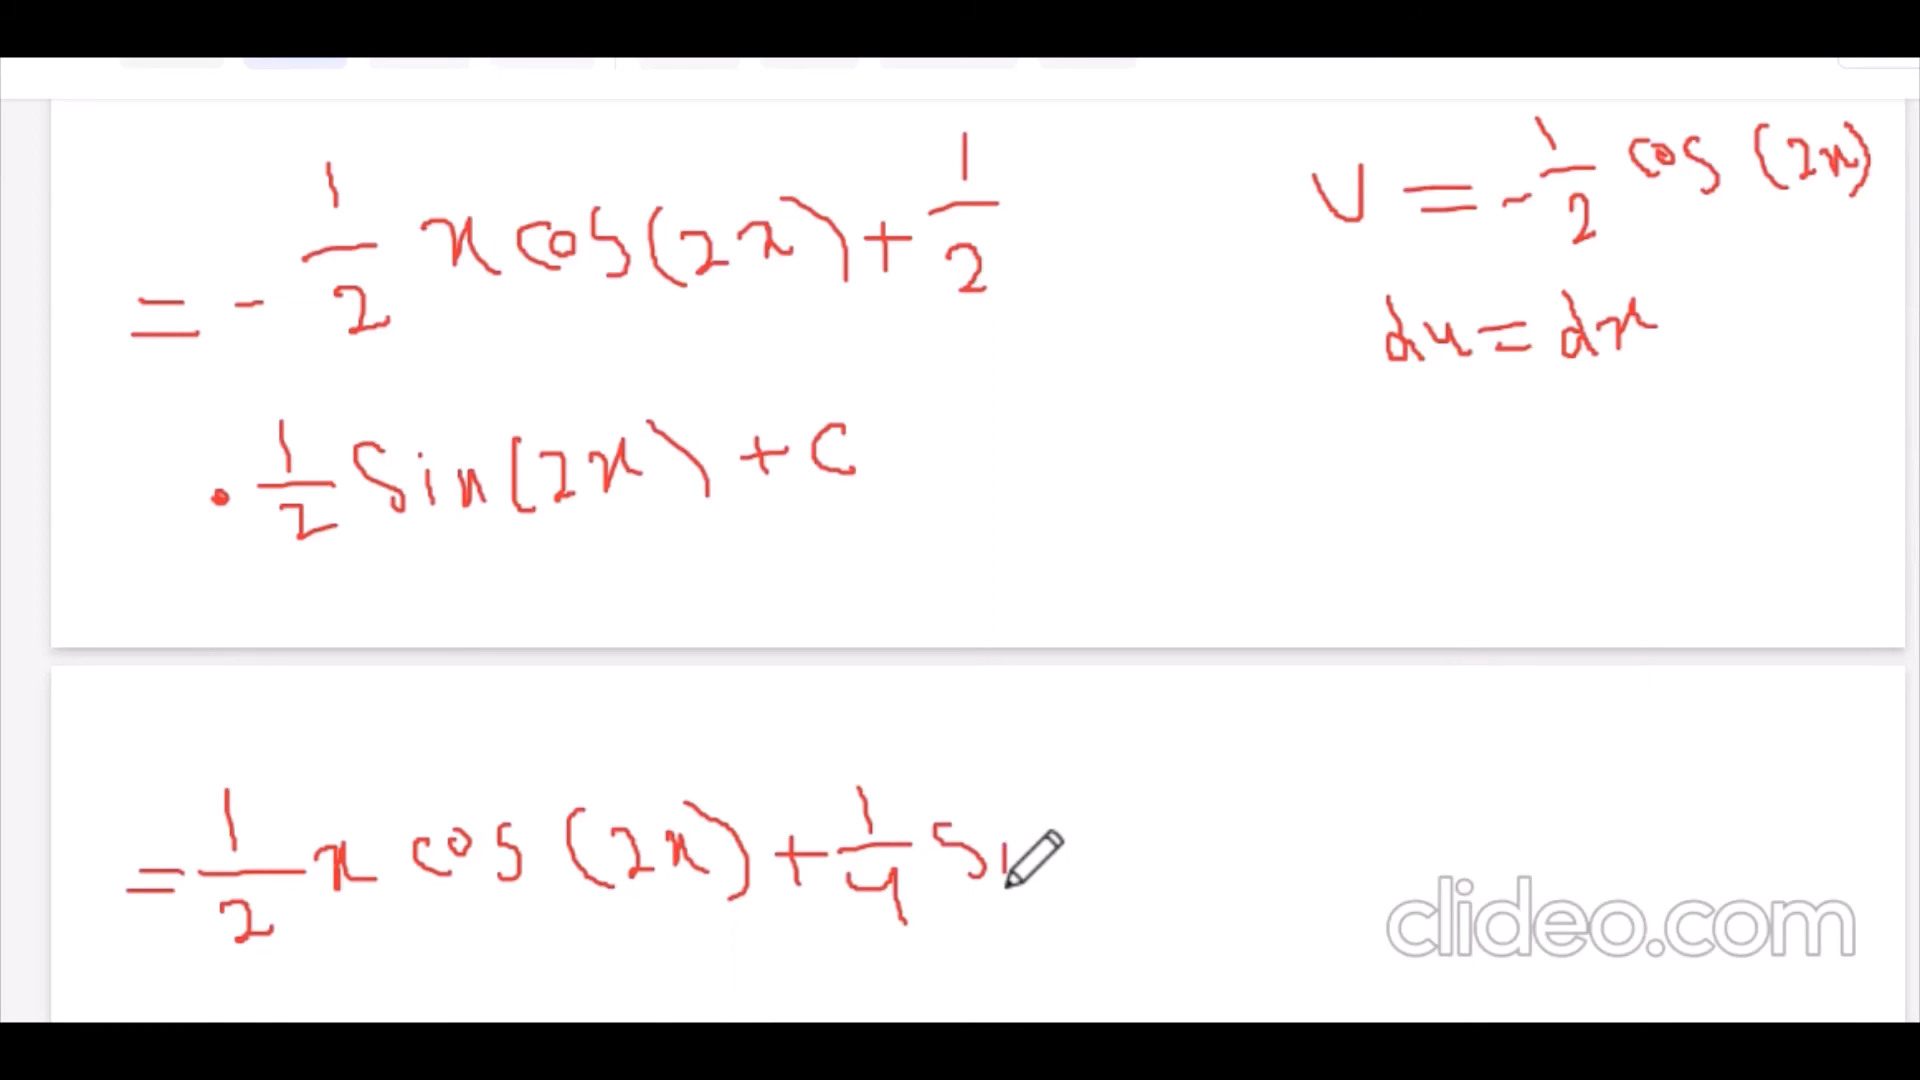 = - 1/2 x cos(2x) + 1/2
V = - 1/2 cos (2x)
du = dx
. 1/2 Sin(2x) + C
= 1/2 x cos (2x) + 1/4 Si
clideo.com